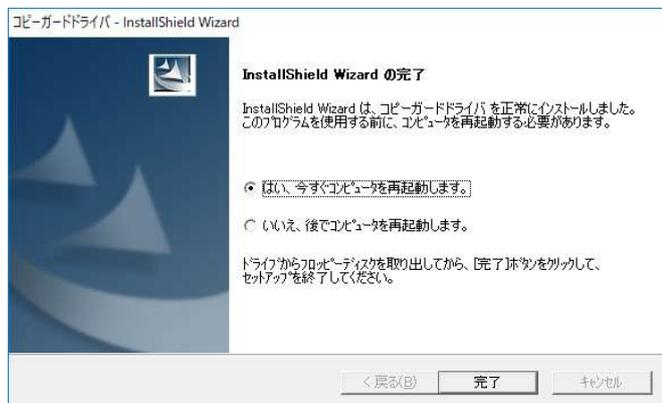 コピーガードドライバ - InstallShield Wizard
InstallShield Wizard の完了
InstallShield Wizard は、コピーガードドライバ を正常にインストールしました。
このプログラムを使用する前に、コンピュータを再起動する必要があります。
はい、今すぐコンピュータを再起動します。
いいえ、後でコンピュータを再起動します。
ドライブからフロッピーディスクを取り出してから、[完了]ボタンをクリックして、
セットアップを終了してください。
< 戻る(B)
完了
キャンセル